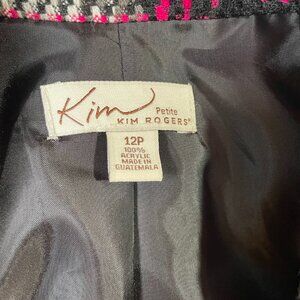 Kim
Petite
KIM ROGERS®
12P
100%
ACRYLIC
MADE IN
GUATEMALA